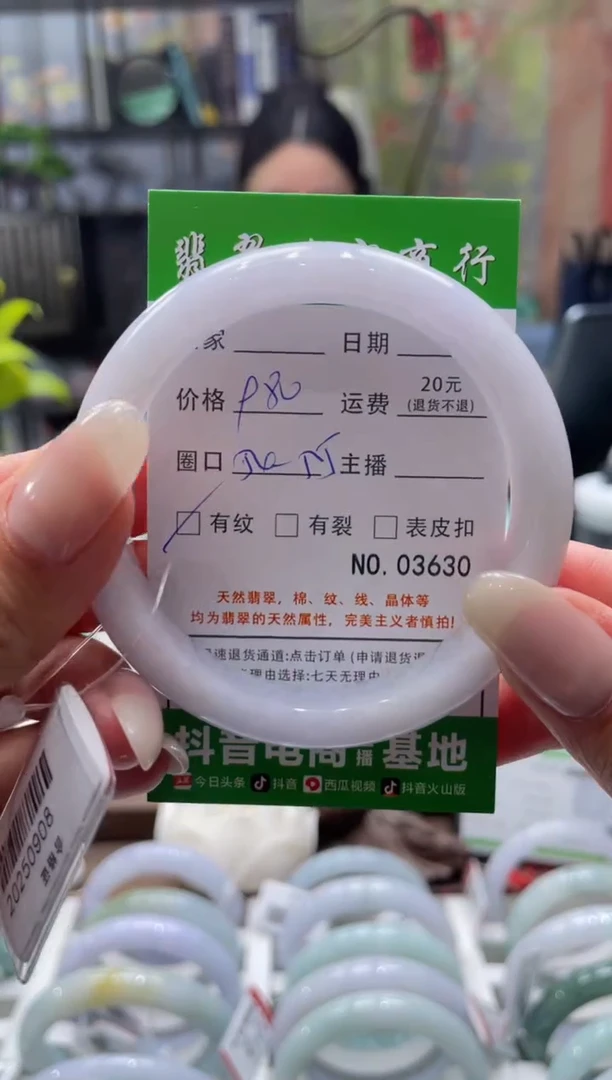 翡翠 商行
家 日期
价格 运费 20元
(退货不退)
圈口 主播
有纹 有裂 表皮扣
NO. 03630
天然翡翠，棉、纹、线、晶体等
均为翡翠的天然属性，完美主义者慎拍!
速退货通道:点击订单(申请退货退
理由选择:七天无理由
抖音电商 播 基地
今日头条 抖音 西瓜视频 抖音火山版
20250908